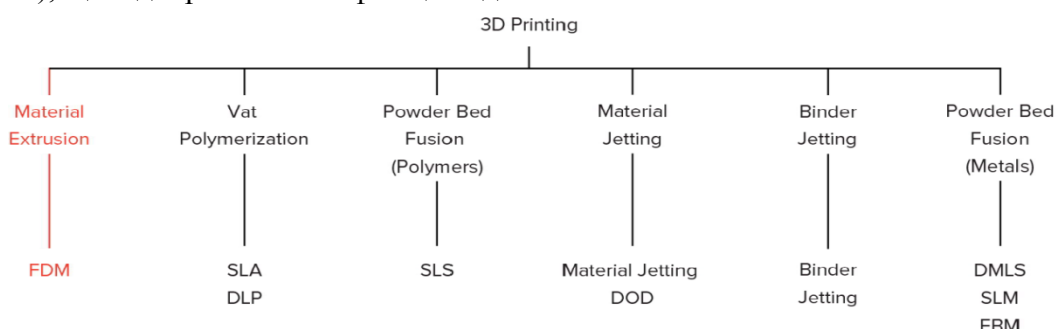 3D Printing
Material
Extrusion
Vat
Polymerization
Powder Bed
Fusion
(Polymers)
Material
Jetting
Binder
Jetting
Powder Bed
Fusion
(Metals)
FDM
SLA
DLP
SLS
Material Jetting
DOD
Binder
Jetting
DMLS
SLM
EBM